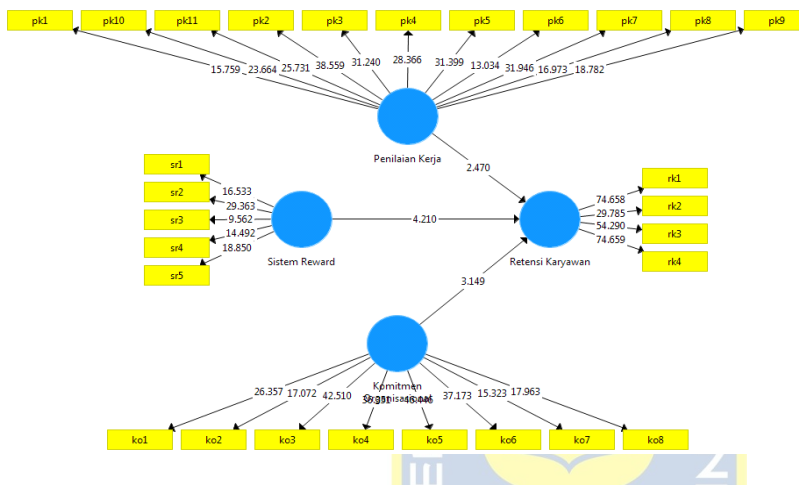 pk1 pk10 pk11 pk2 pk3 pk4 pk5 pk6 pk7 pk8 pk9
15.759 23.664 25.731 38.559 31.240 28.366 31.399 13.034 31.946 16.973 18.782
Penilaian Kerja
2.470
sr1
sr2
sr3
sr4
sr5
16.533
29.363
9.562
14.492
18.850
Sistem Reward
4.210
rk1
rk2
rk3
rk4
74.658
29.785
54.290
74.659
Retensi Karyawan
3.149
Komitmen
Organisasional
26.357 17.072 42.510 37.173 15.323 17.963
ko1 ko2 ko3 ko4 ko5 ko6 ko7 ko8